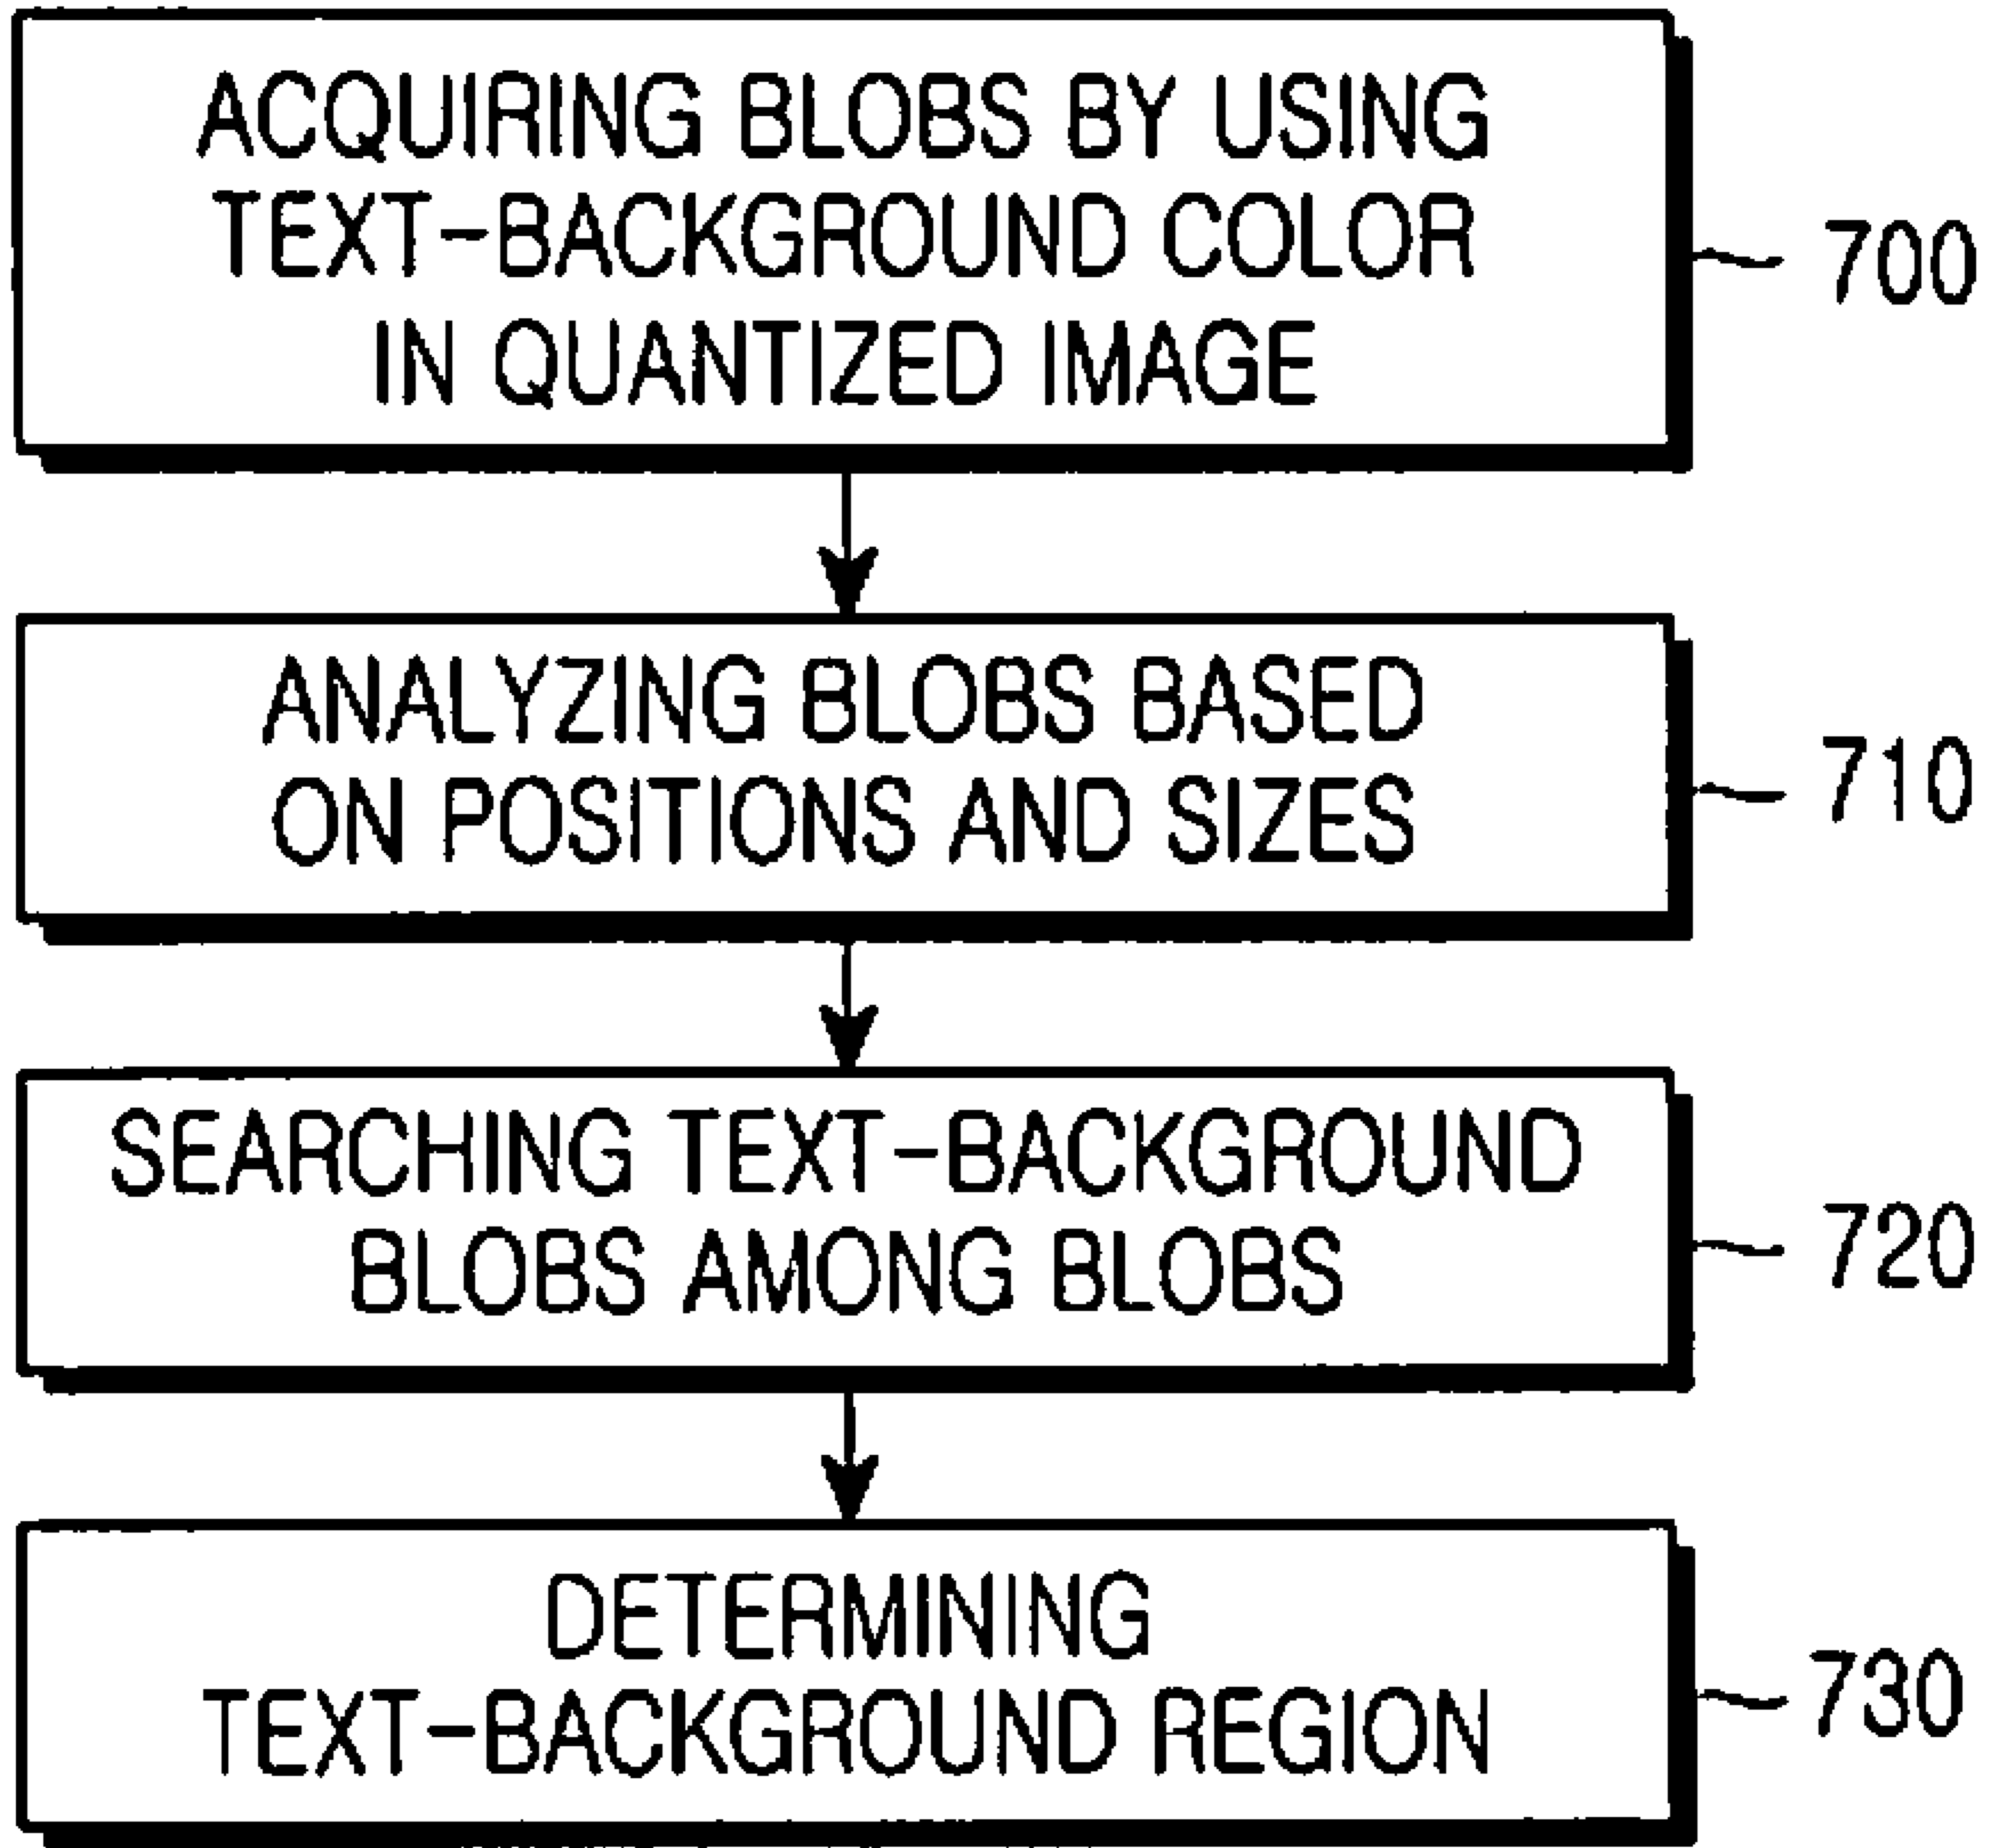 ACQUIRING BLOBS BY USING
TEXT-BACKGROUND COLOR
IN QUANTIZED IMAGE
700
ANALYZING BLOBS BASED
ON POSITIONS AND SIZES
710
SEARCHING TEXT-BACKGROUND
BLOBS AMONG BLOBS
720
DETERMINING
TEXT-BACKGROUND REGION
730